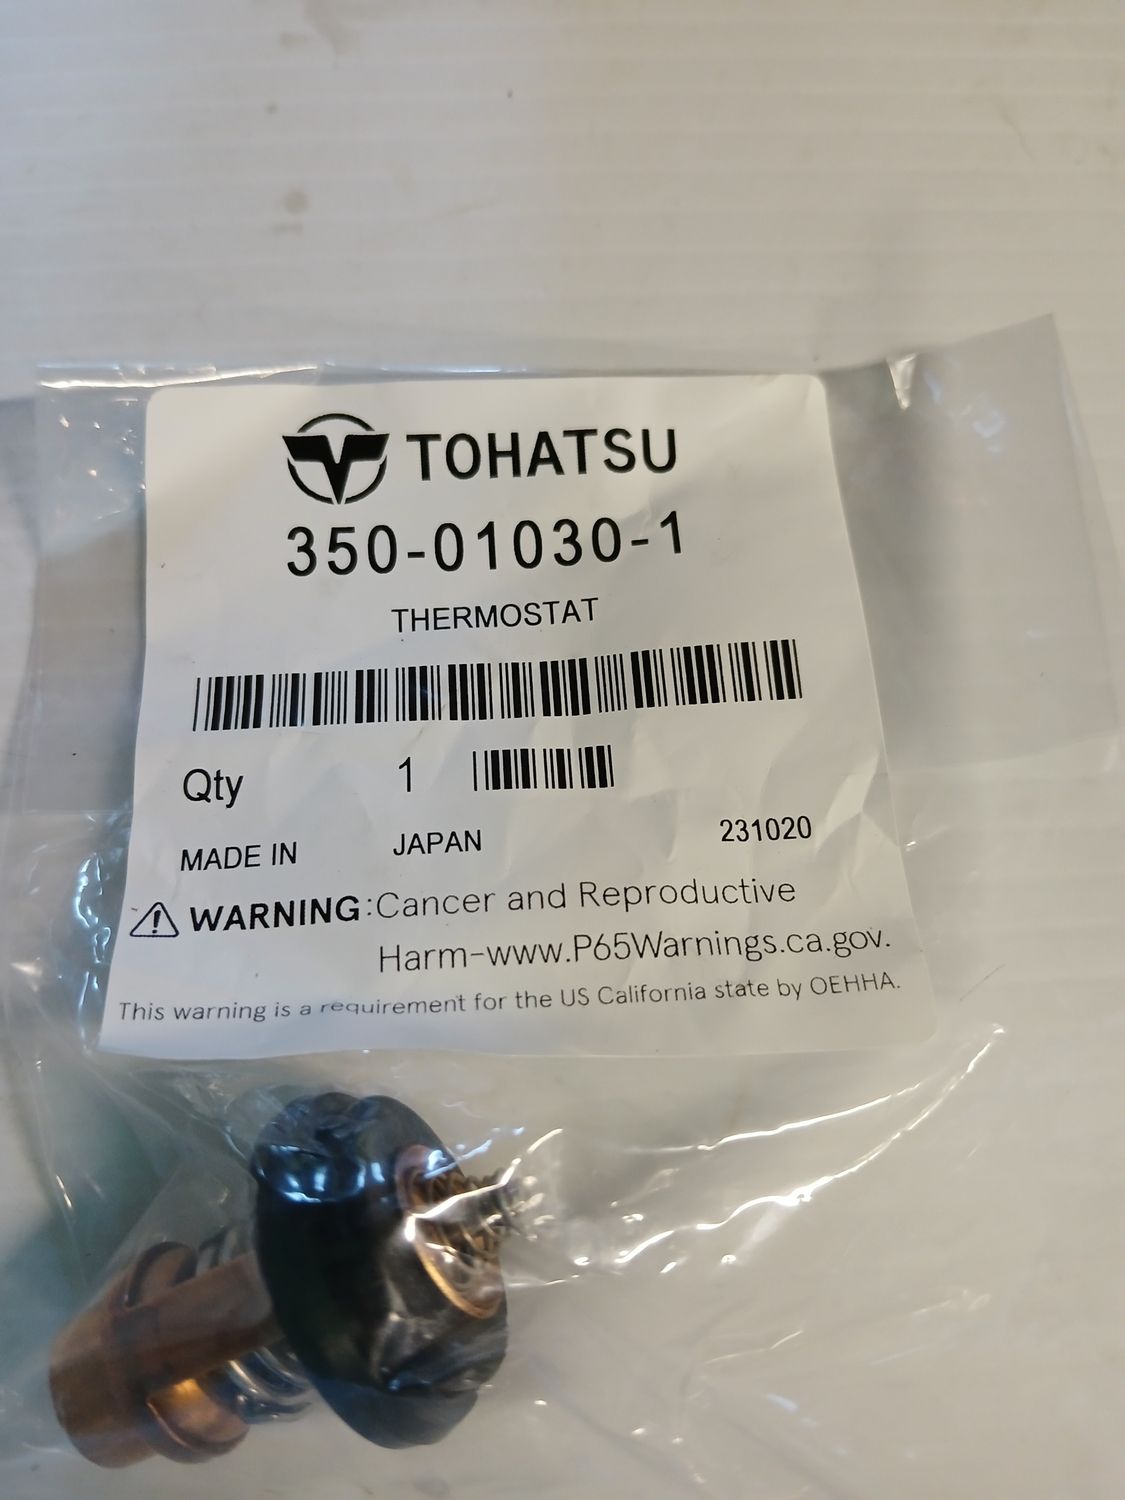 TOHATSU
350-01030-1
THERMOSTAT
Qty 1
MADE IN JAPAN 231020
WARNING:Cancer and Reproductive
Harm-www.P65Warnings.ca.gov.
This warning is a requirement for the US California state by OEHHA.